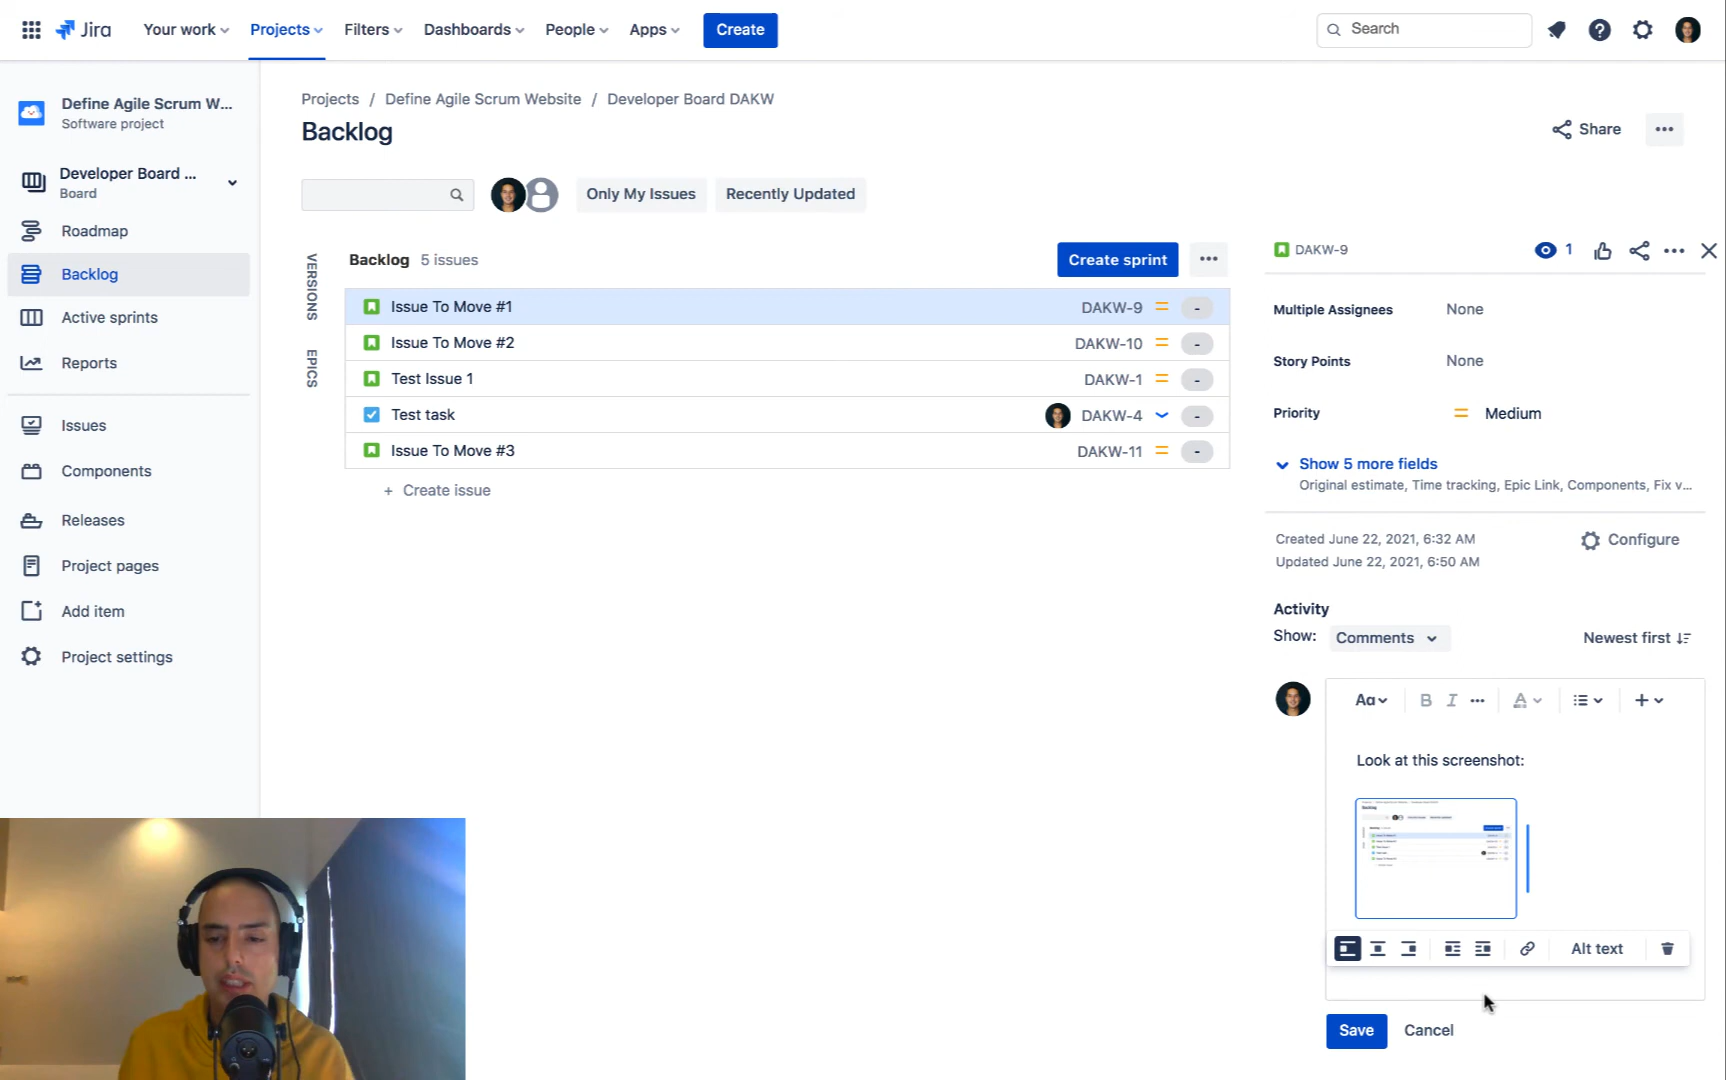 Jira
Your work
Projects
Filters
Dashboards
People
Apps
Create
Search
Define Agile Scrum W...
Software project
Developer Board ...
Board
Roadmap
Backlog
Active sprints
Reports
Issues
Components
Releases
Project pages
Add item
Project settings
Projects / Define Agile Scrum Website / Developer Board DAKW
Backlog
Share
Only My Issues
Recently Updated
VERSIONS
EPICS
Backlog 5 issues
Create sprint
Issue To Move #1 DAKW-9 -
Issue To Move #2 DAKW-10 -
Test Issue 1 DAKW-1 -
Test task DAKW-4 -
Issue To Move #3 DAKW-11 -
+ Create issue
DAKW-9
1
Multiple Assignees None
Story Points None
Priority Medium
Show 5 more fields
Original estimate, Time tracking, Epic Link, Components, Fix v...
Created June 22, 2021, 6:32 AM
Updated June 22, 2021, 6:50 AM
Configure
Activity
Show: Comments
Newest first
Aa B I A
Look at this screenshot:
Alt text
Save
Cancel